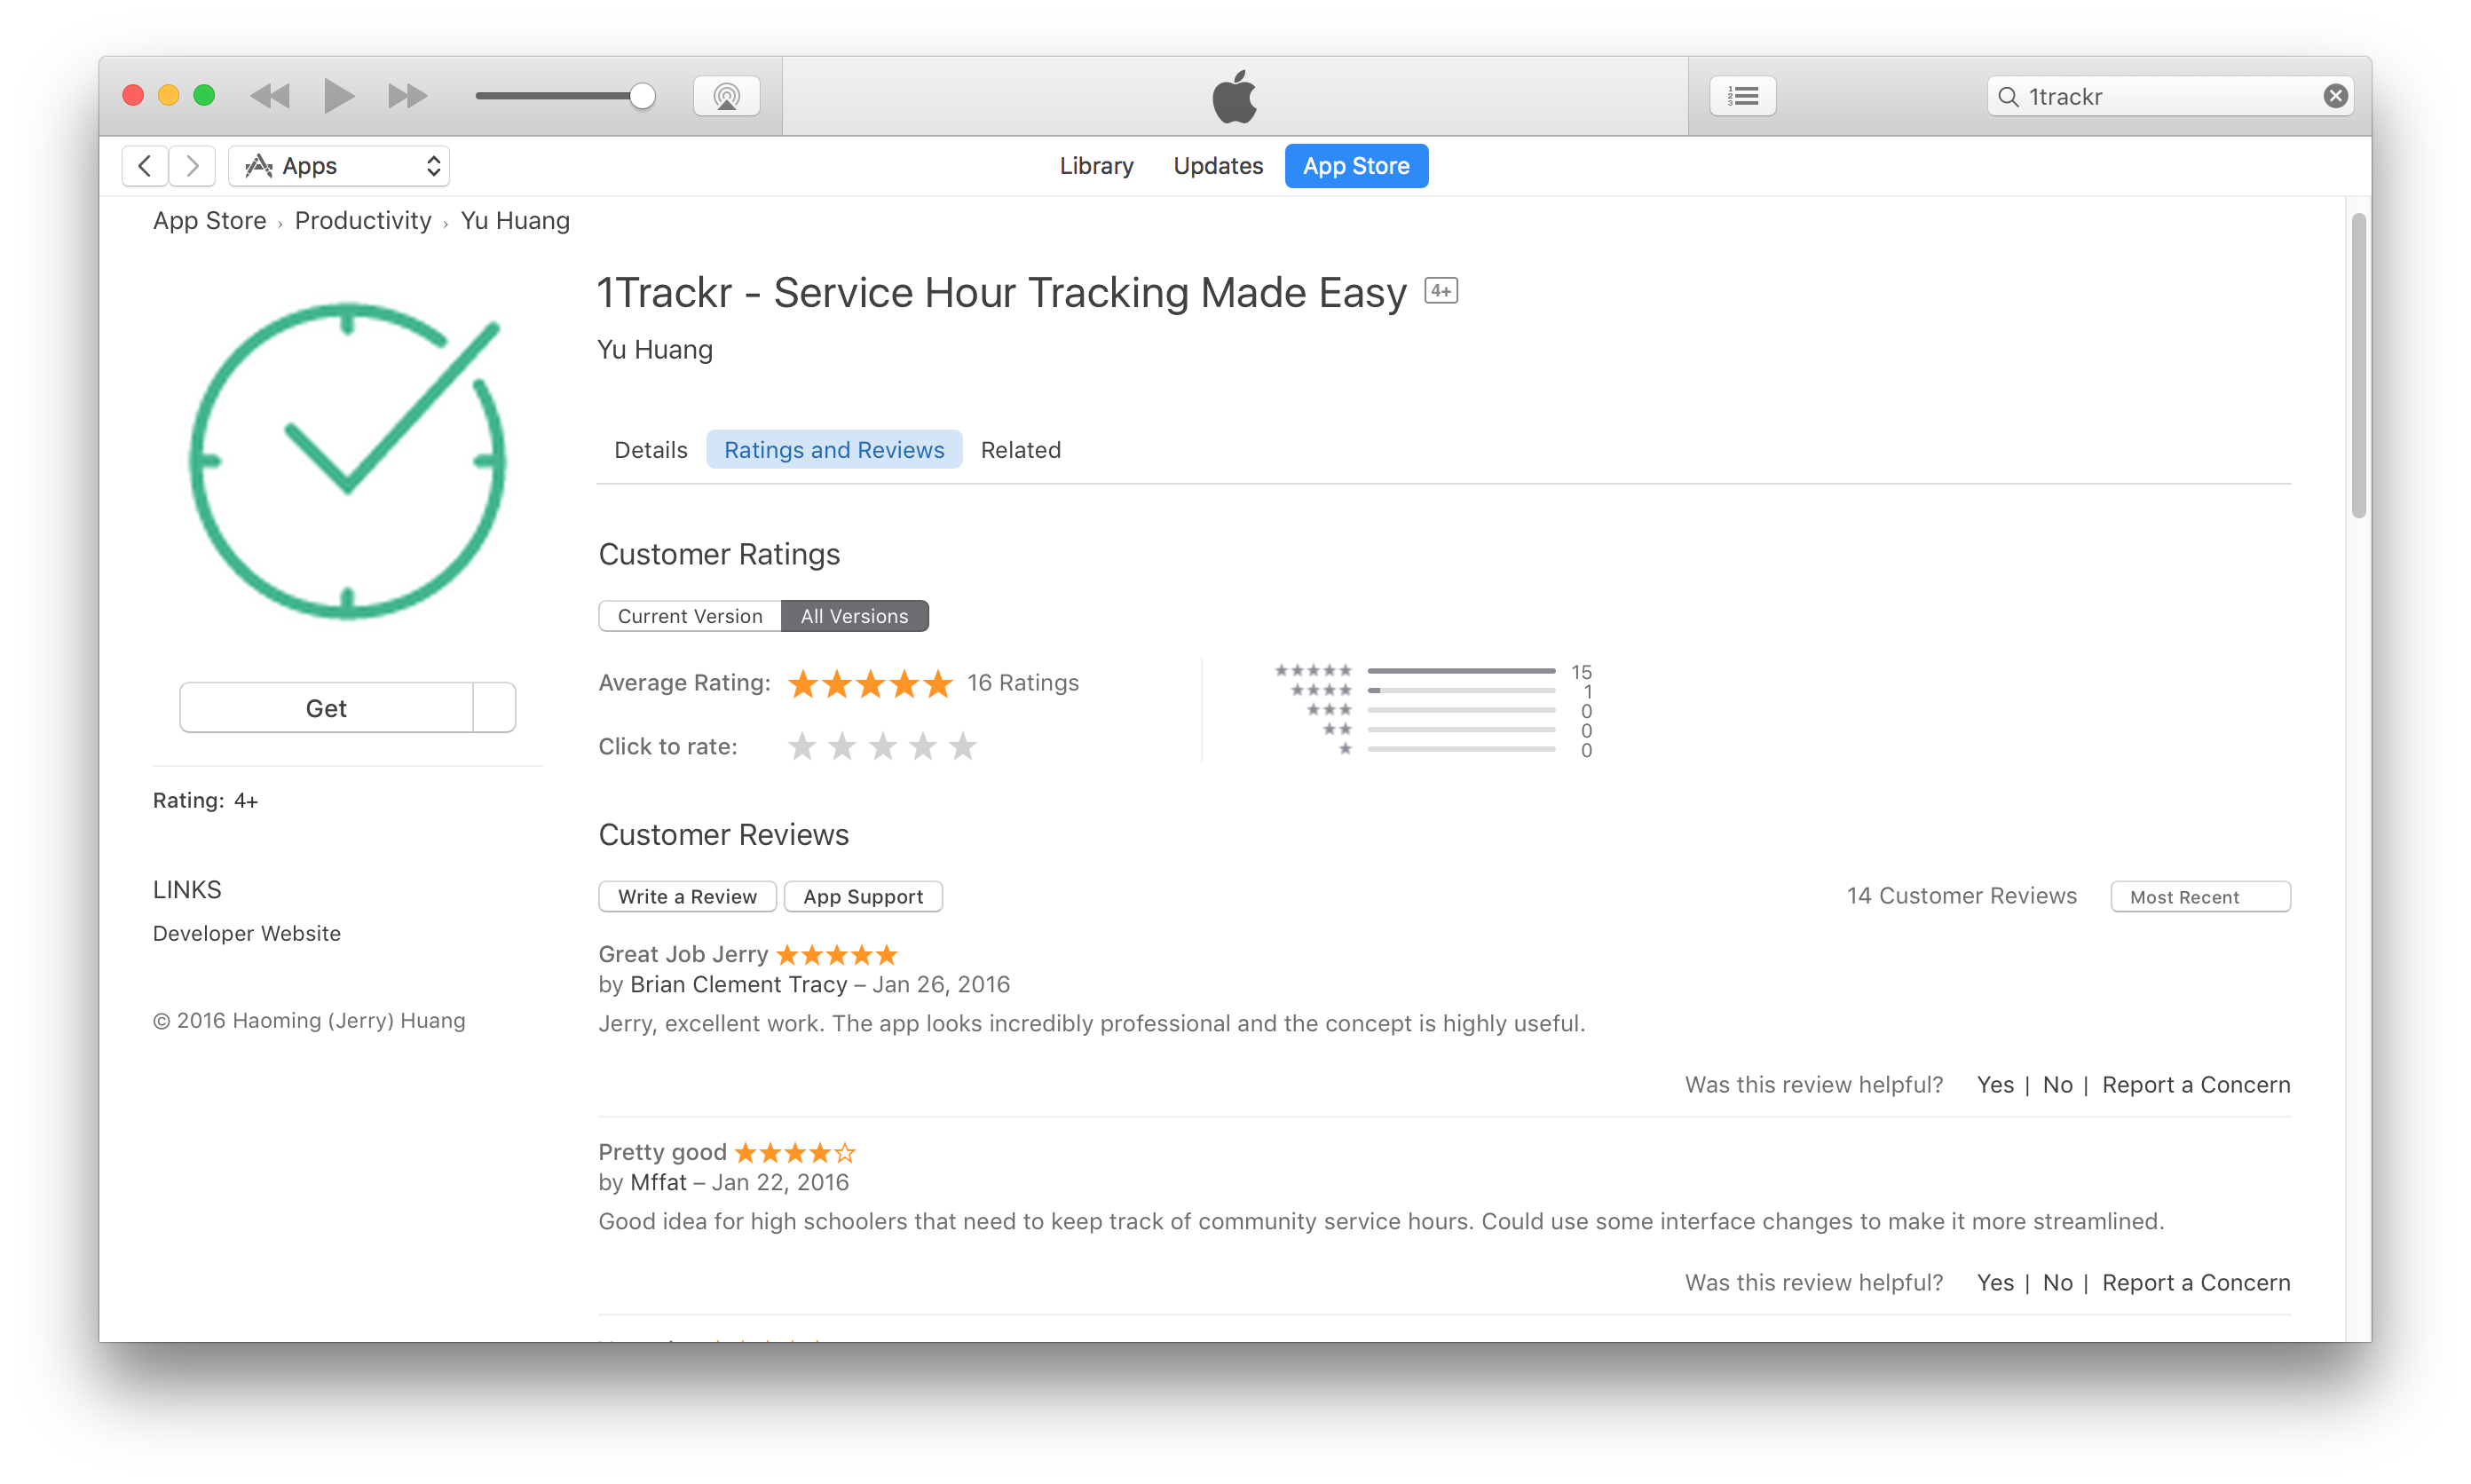 1trackr
Apps
Library Updates App Store
App Store › Productivity › Yu Huang
1Trackr - Service Hour Tracking Made Easy 4+
Yu Huang
Details Ratings and Reviews Related
Customer Ratings
Current Version All Versions
Average Rating: 16 Ratings
Click to rate:
15
1
0
0
0
Get
Rating: 4+
LINKS
Developer Website
© 2016 Haoming (Jerry) Huang
Customer Reviews
Write a Review App Support 14 Customer Reviews Most Recent
Great Job Jerry
by Brian Clement Tracy – Jan 26, 2016
Jerry, excellent work. The app looks incredibly professional and the concept is highly useful.
Was this review helpful? Yes | No | Report a Concern
Pretty good
by Mffat – Jan 22, 2016
Good idea for high schoolers that need to keep track of community service hours. Could use some interface changes to make it more streamlined.
Was this review helpful? Yes | No | Report a Concern